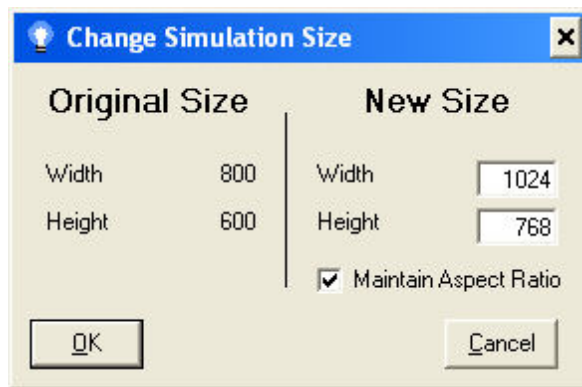 Change Simulation Size
Original Size
New Size
Width 800
Height 600
Width 1024
Height 768
Maintain Aspect Ratio
OK
Cancel